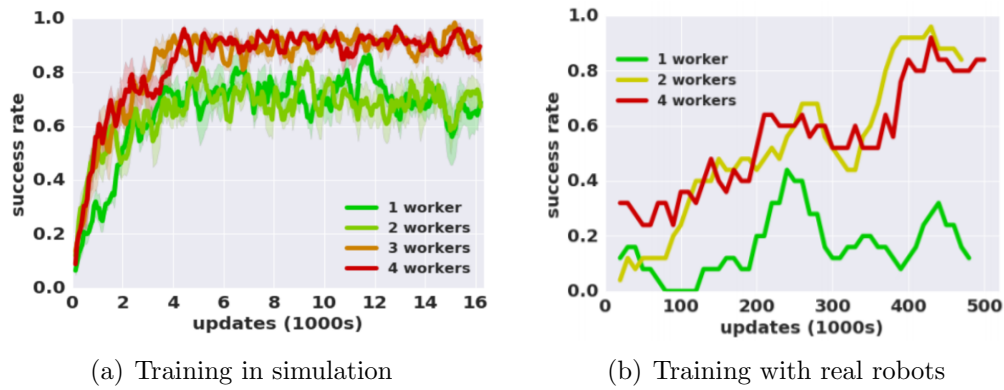 1.0
0.8
0.6
0.4
0.2
0.0
success rate
1 worker
2 workers
3 workers
4 workers
0 2 4 6 8 10 12 14 16
updates (1000s)
(a) Training in simulation
1.0
0.8
0.6
0.4
0.2
0.0
success rate
1 worker
2 workers
4 workers
0 100 200 300 400 500
updates (1000s)
(b) Training with real robots